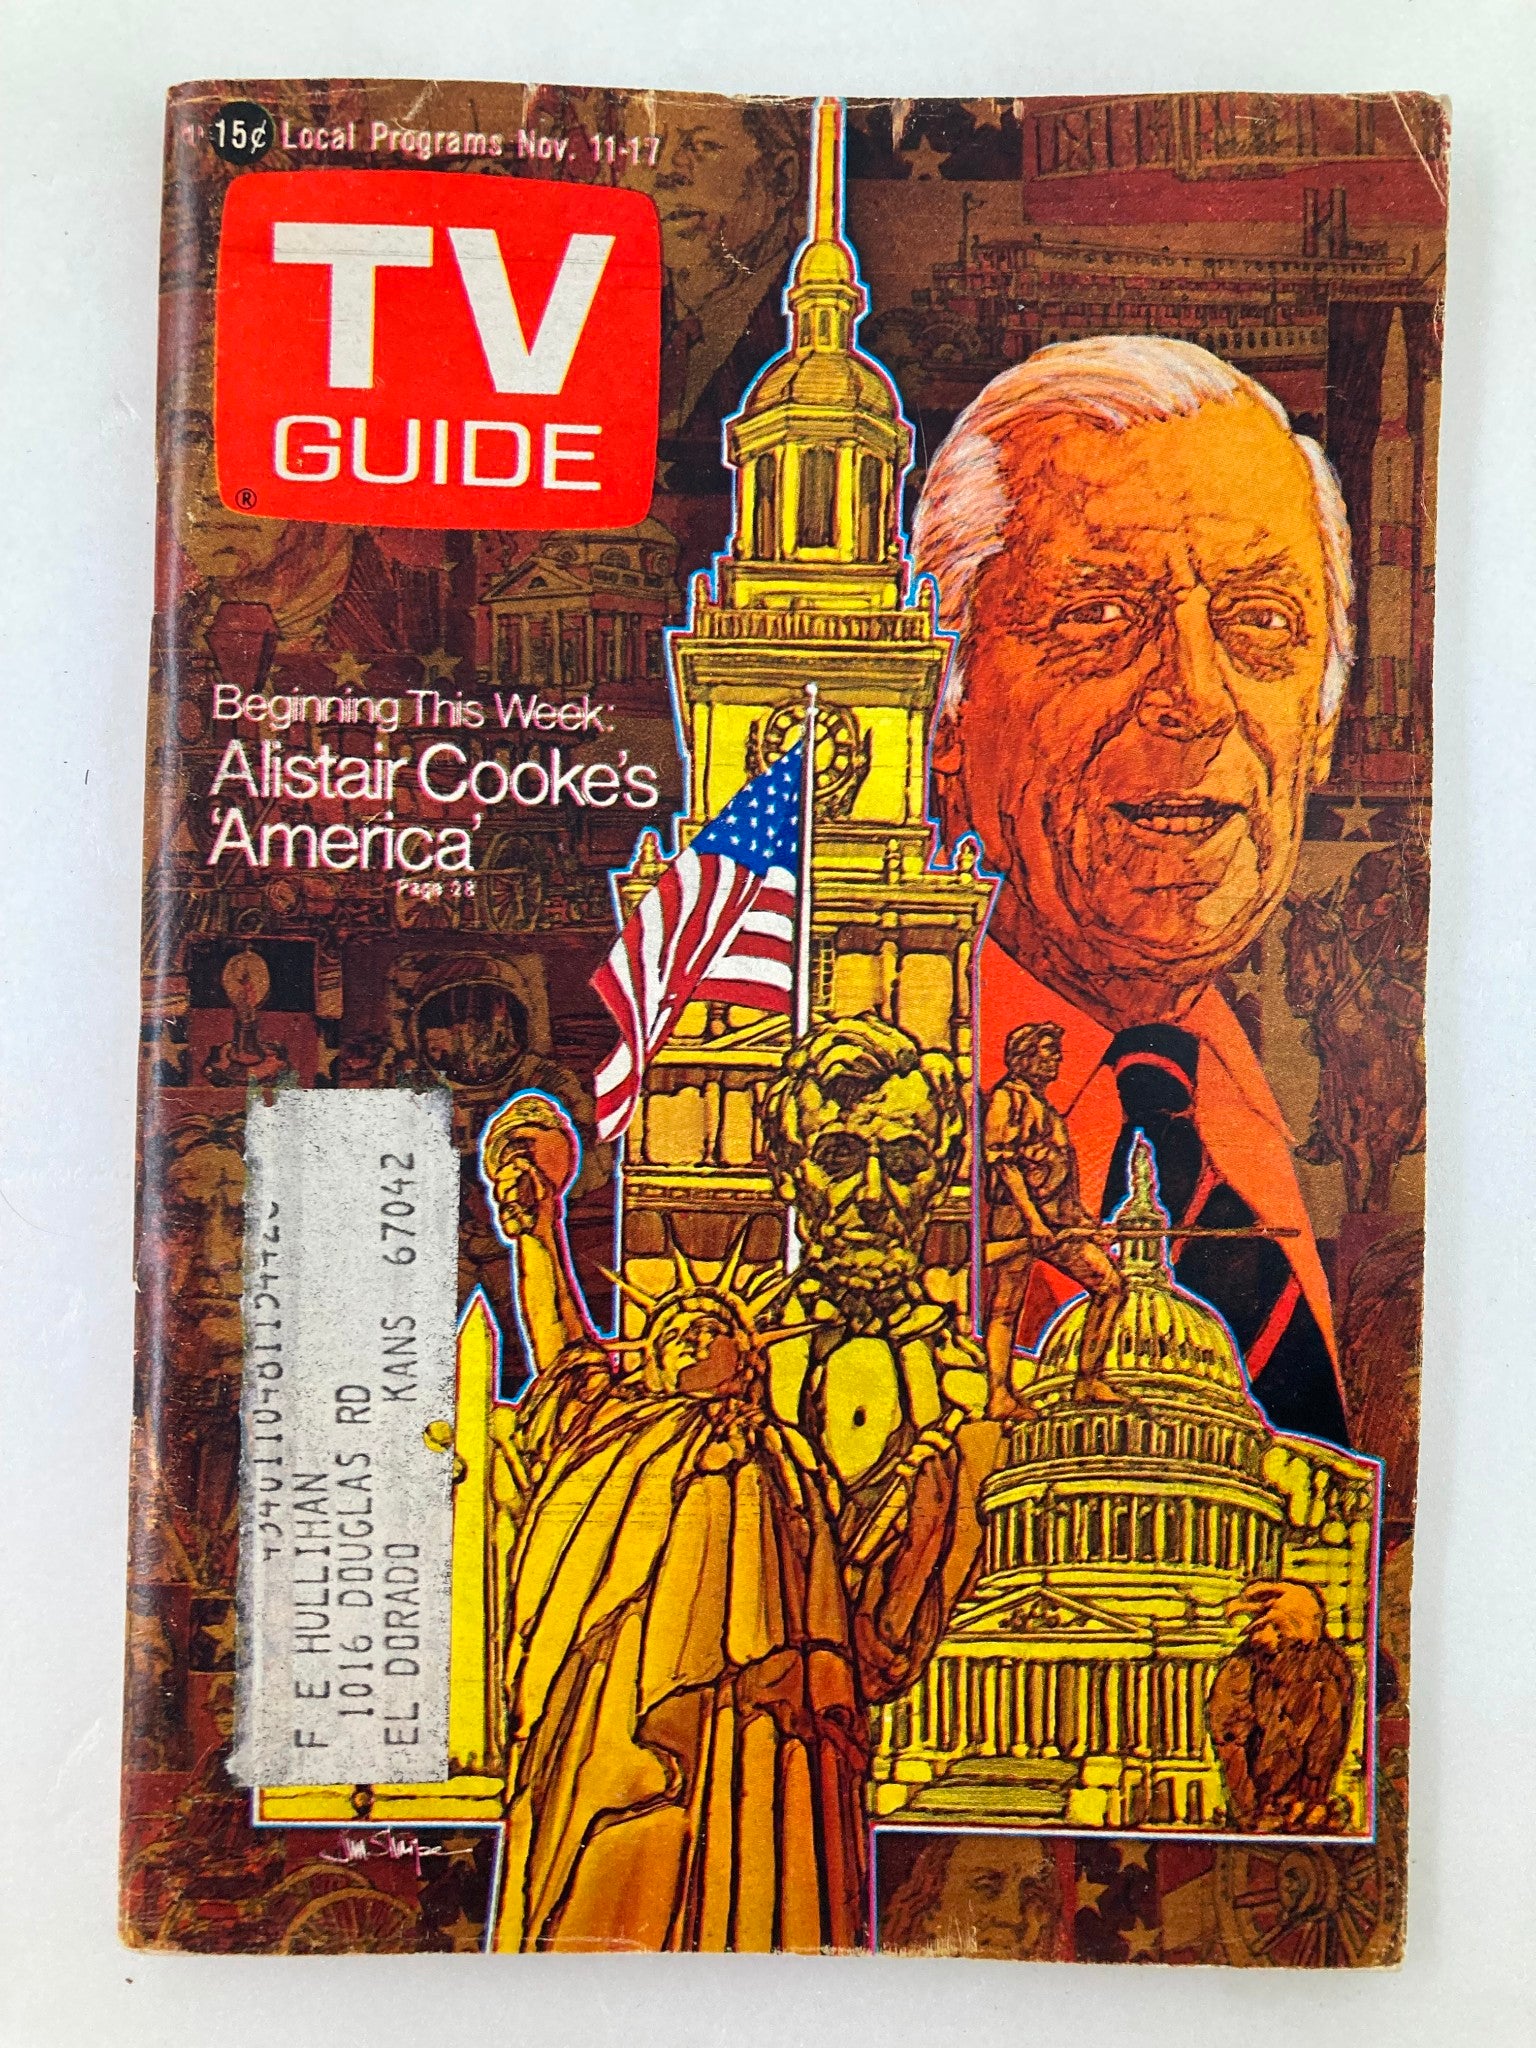 15¢ Local Programs Nov. 11-17
TV
GUIDE
®
Beginning This Week:
Alistair Cooke's
'America'
Page 28
F E HULLIHAN
1016 DOUGLAS RD
EL DORADO KANS 67042